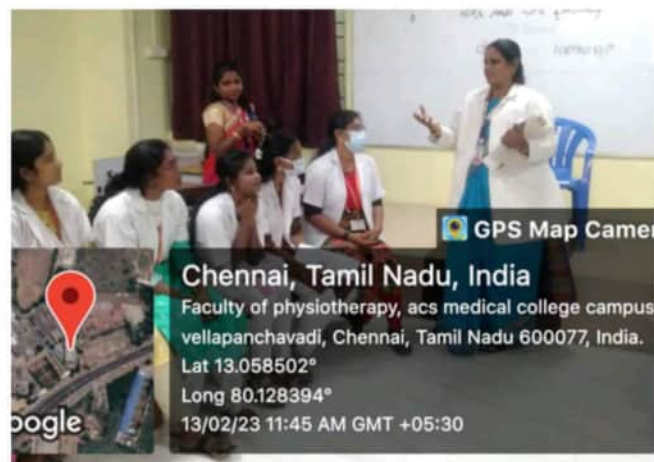 GPS Map Camer
Chennai, Tamil Nadu, India
Faculty of physiotherapy, acs medical college campus
vellapanchavadi, Chennai, Tamil Nadu 600077, India.
Lat 13.058502°
Long 80.128394°
13/02/23 11:45 AM GMT +05:30
oogle